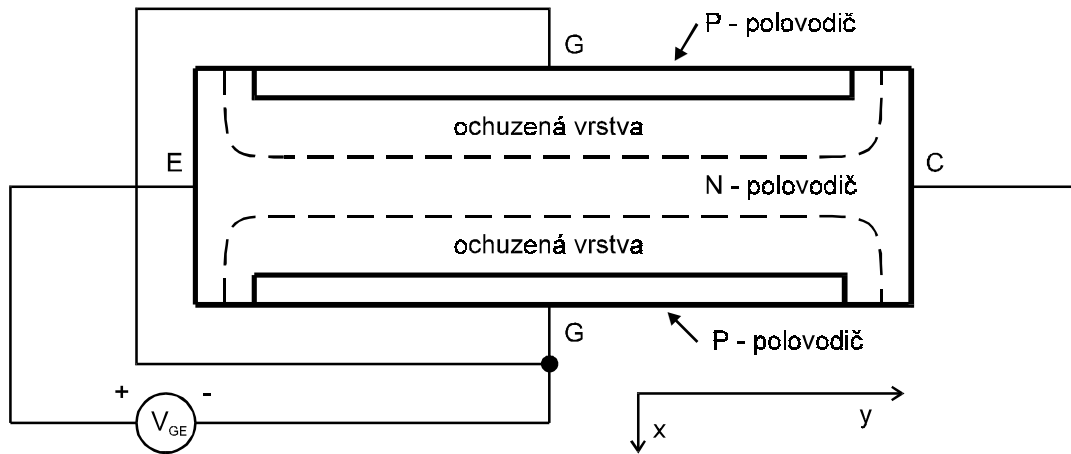 P - polovodič
G
ochuzená vrstva
E
C
N - polovodič
ochuzená vrstva
G
P - polovodič
+
-
V_GE
x
y